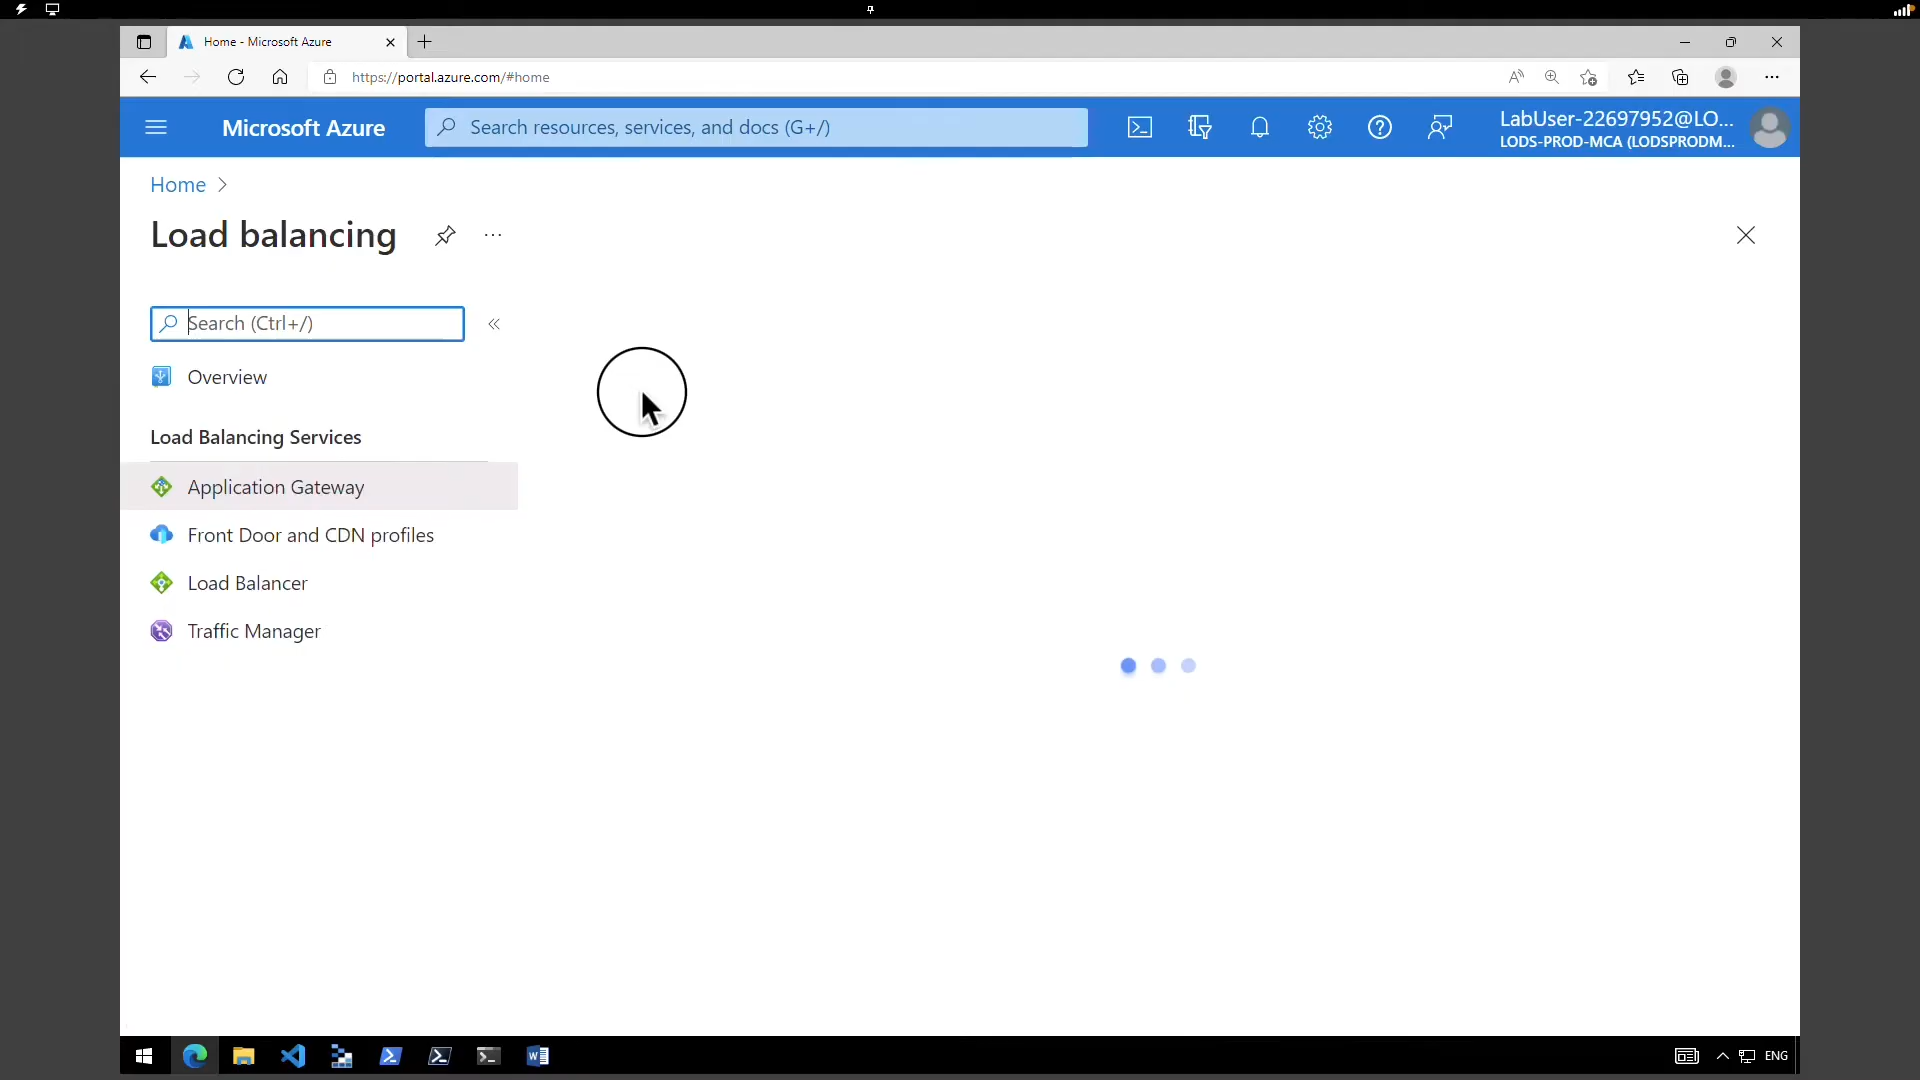 Home - Microsoft Azure
https://portal.azure.com/#home
Microsoft Azure
Search resources, services, and docs (G+/)
LabUser-22697952@LO...
LODS-PROD-MCA (LODSPRODM...
Home
Load balancing
Search (Ctrl+/)
Overview
Load Balancing Services
Application Gateway
Front Door and CDN profiles
Load Balancer
Traffic Manager
ENG